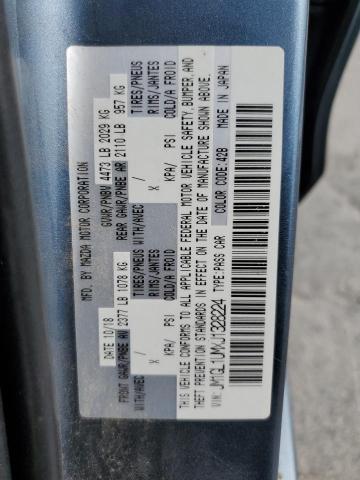 MFD. BY MAZDA MOTOR CORPORATION
DATE 10/18 GVWR/PNBV 4473 LB 2029 KG
FRONT GAWR/PNBE AV 2377 LB 1078 KG REAR GAWR/PNBE AR 2110 LB 957 KG
WITH/AVEC TIRES/PNEUS WITH/AVEC TIRES/PNEUS
X RIMS/JANTES X RIMS/JANTES
KPA/ PSI COLD/A FROID KPA/ PSI COLD/A FROID
THIS VEHICLE CONFORMS TO ALL APPLICABLE FEDERAL MOTOR VEHICLE SAFETY, BUMPER, AND
THEFT PREVENTION STANDARDS IN EFFECT ON THE DATE OF MANUFACTURE SHOWN ABOVE.
VIN: JM1GL1UMXJ1328224 TYPE:PASS CAR COLOR CODE:42B MADE IN JAPAN